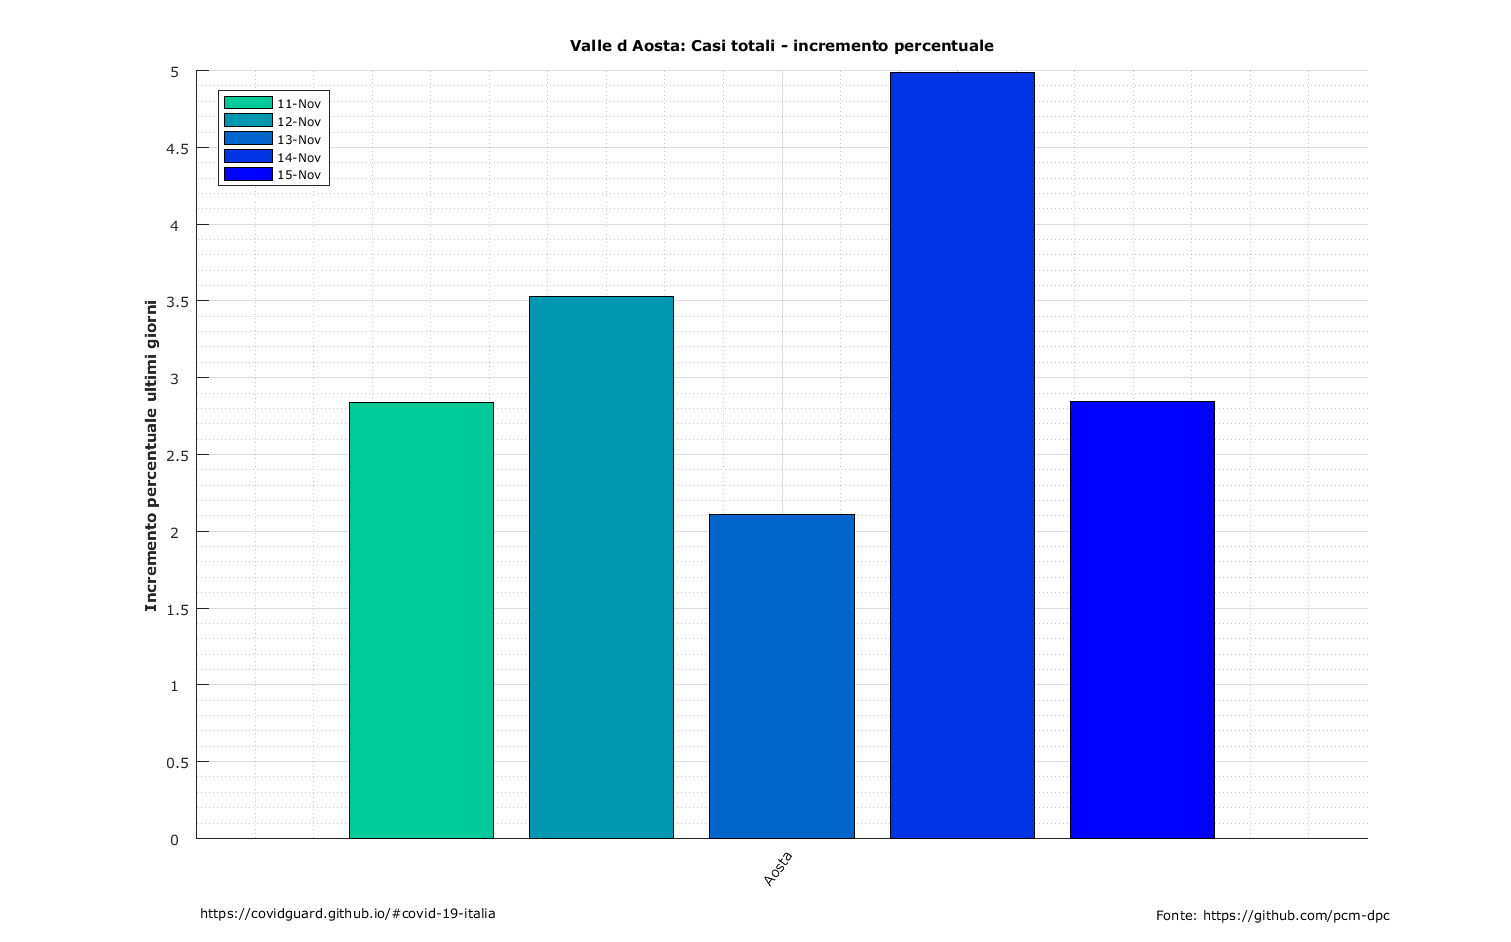 Valle d Aosta: Casi totali - incremento percentuale
5
4.5
4
3.5
3
2.5
2
1.5
1
0.5
0
Incremento percentuale ultimi giorni
11-Nov
12-Nov
13-Nov
14-Nov
15-Nov
Aosta
https://covidguard.github.io/#covid-19-italia
Fonte: https://github.com/pcm-dpc